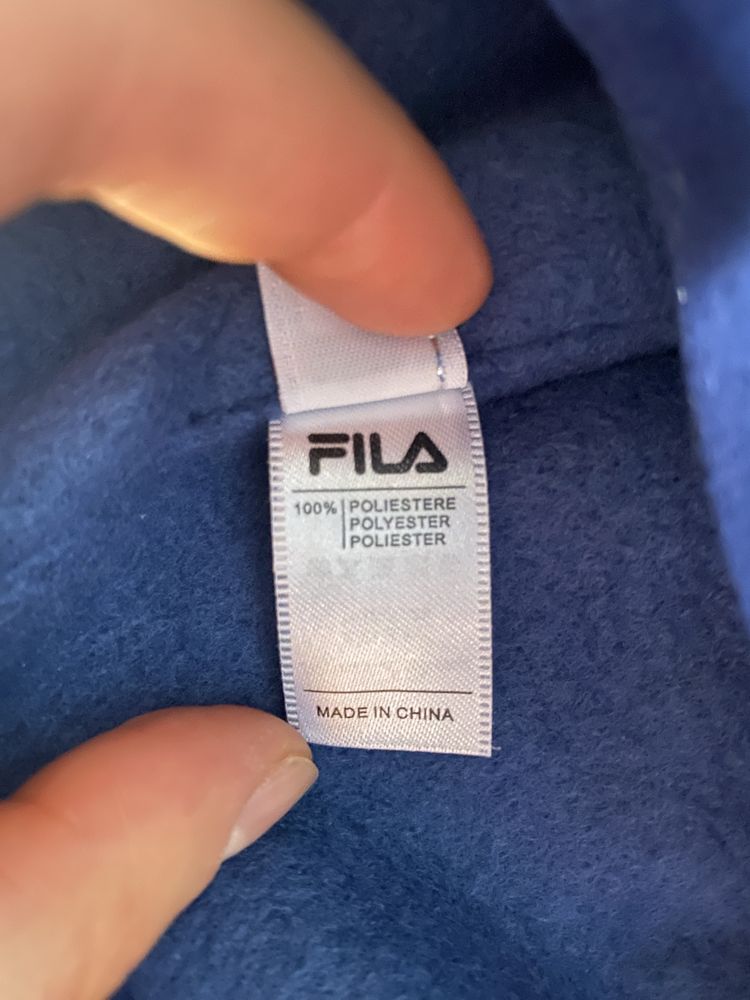 FILA
100% POLIESTERE
POLYESTER
POLIESTER
MADE IN CHINA